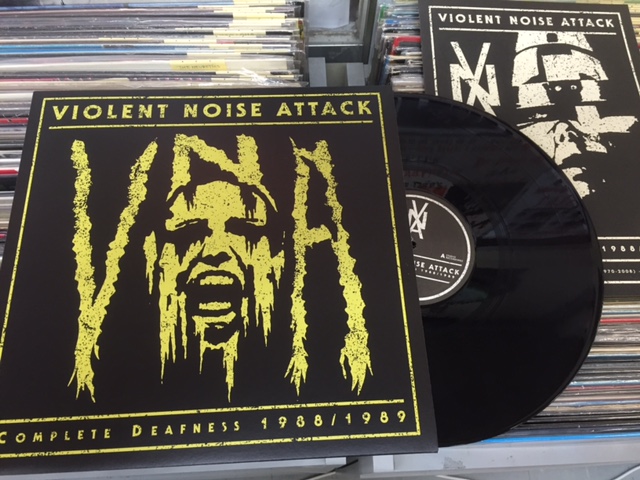 VIOLENT NOISE ATTACK
VNA
COMPLETE DEAFNESS 1988/1989
A
NOISE ATTACK
VIOLENT NOISE ATTACK
VNA
1988